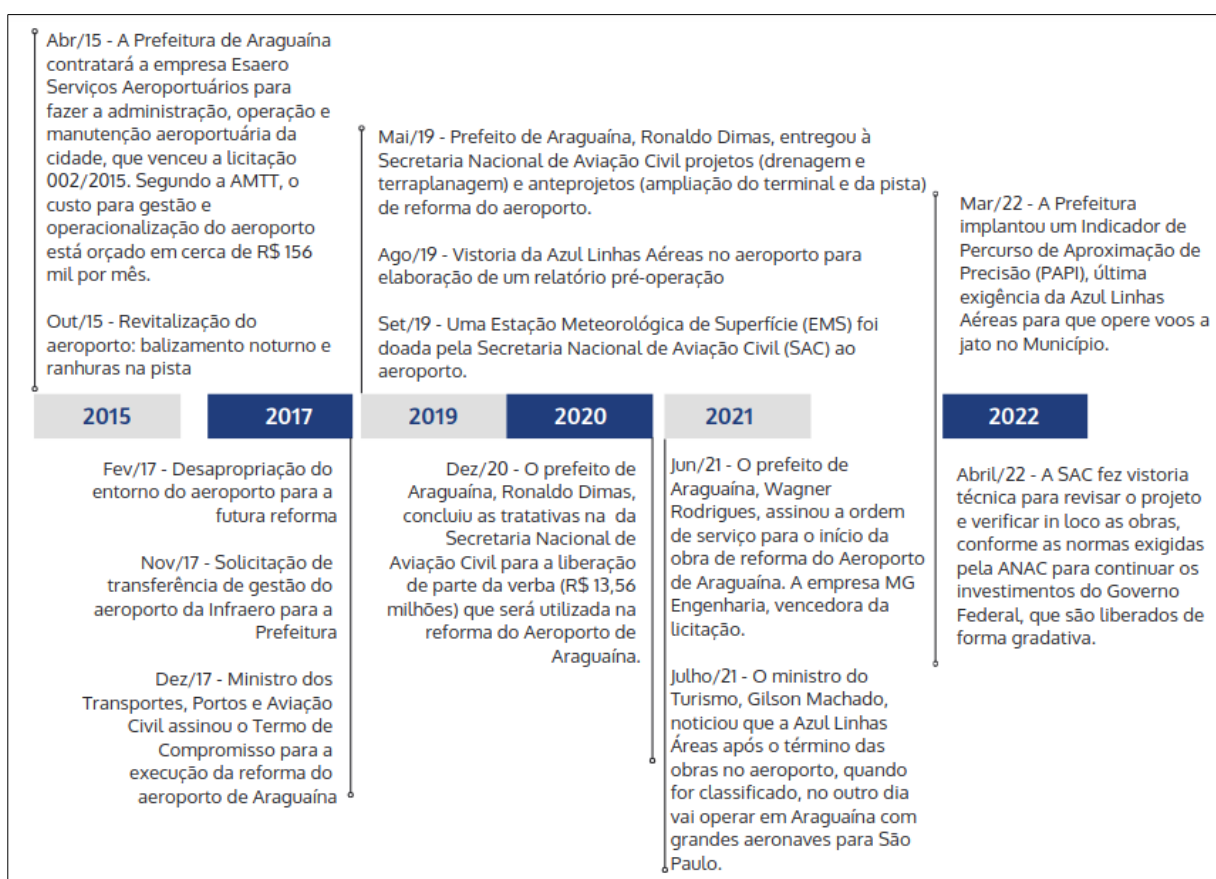 Abr/15 - A Prefeitura de Araguaína
contratará a empresa Esaero
Serviços Aeroportuários para
fazer a administração, operação e
manutenção aeroportuária da
cidade, que venceu a licitação
002/2015. Segundo a AMTT, o
custo para gestão e
operacionalização do aeroporto
está orçado em cerca de R$ 156
mil por mês.
Out/15 - Revitalização do
aeroporto: balizamento noturno e
ranhuras na pista
Mai/19 - Prefeito de Araguaína, Ronaldo Dimas, entregou à
Secretaria Nacional de Aviação Civil projetos (drenagem e
terraplanagem) e anteprojetos (ampliação do terminal e da pista)
de reforma do aeroporto.
Ago/19 - Vistoria da Azul Linhas Aéreas no aeroporto para
elaboração de um relatório pré-operação
Set/19 - Uma Estação Meteorológica de Superfície (EMS) foi
doada pela Secretaria Nacional de Aviação Civil (SAC) ao
aeroporto.
Mar/22 - A Prefeitura
implantou um Indicador de
Percurso de Aproximação de
Precisão (PAPI), última
exigência da Azul Linhas
Aéreas para que opere voos a
jato no Município.
2015
2017
2019
2020
2021
2022
Fev/17 - Desapropriação do
entorno do aeroporto para a
futura reforma
Nov/17 - Solicitação de
transferência de gestão do
aeroporto da Infraero para a
Prefeitura
Dez/17 - Ministro dos
Transportes, Portos e Aviação
Civil assinou o Termo de
Compromisso para a
execução da reforma do
aeroporto de Araguaína
Dez/20 - O prefeito de
Araguaína, Ronaldo Dimas,
concluiu as tratativas na da
Secretaria Nacional de
Aviação Civil para a liberação
de parte da verba (R$ 13,56
milhões) que será utilizada na
reforma do Aeroporto de
Araguaína.
Jun/21 - O prefeito de
Araguaína, Wagner
Rodrigues, assinou a ordem
de serviço para o início da
obra de reforma do Aeroporto
de Araguaína. A empresa MG
Engenharia, vencedora da
licitação.
Julho/21 - O ministro do
Turismo, Gilson Machado,
noticiou que a Azul Linhas
Áreas após o término das
obras no aeroporto, quando
for classificado, no outro dia
vai operar em Araguaína com
grandes aeronaves para São
Paulo.
Abril/22 - A SAC fez vistoria
técnica para revisar o projeto
e verificar in loco as obras,
conforme as normas exigidas
pela ANAC para continuar os
investimentos do Governo
Federal, que são liberados de
forma gradativa.